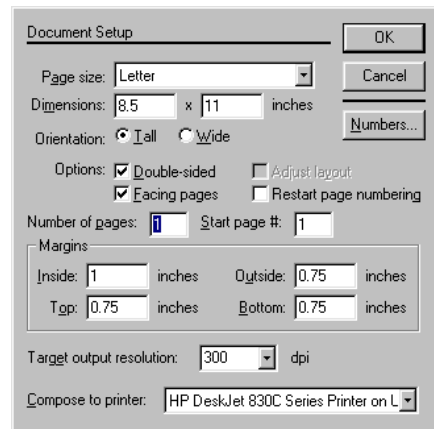 Document Setup
OK
Page size: Letter
Cancel
Dimensions: 8.5 x 11 inches
Numbers...
Orientation: Tall Wide
Options: Double-sided Adjust layout
Facing pages Restart page numbering
Number of pages: 1 Start page #: 1
Margins
Inside: 1 inches Outside: 0.75 inches
Top: 0.75 inches Bottom: 0.75 inches
Target output resolution: 300 dpi
Compose to printer: HP DeskJet 830C Series Printer on L